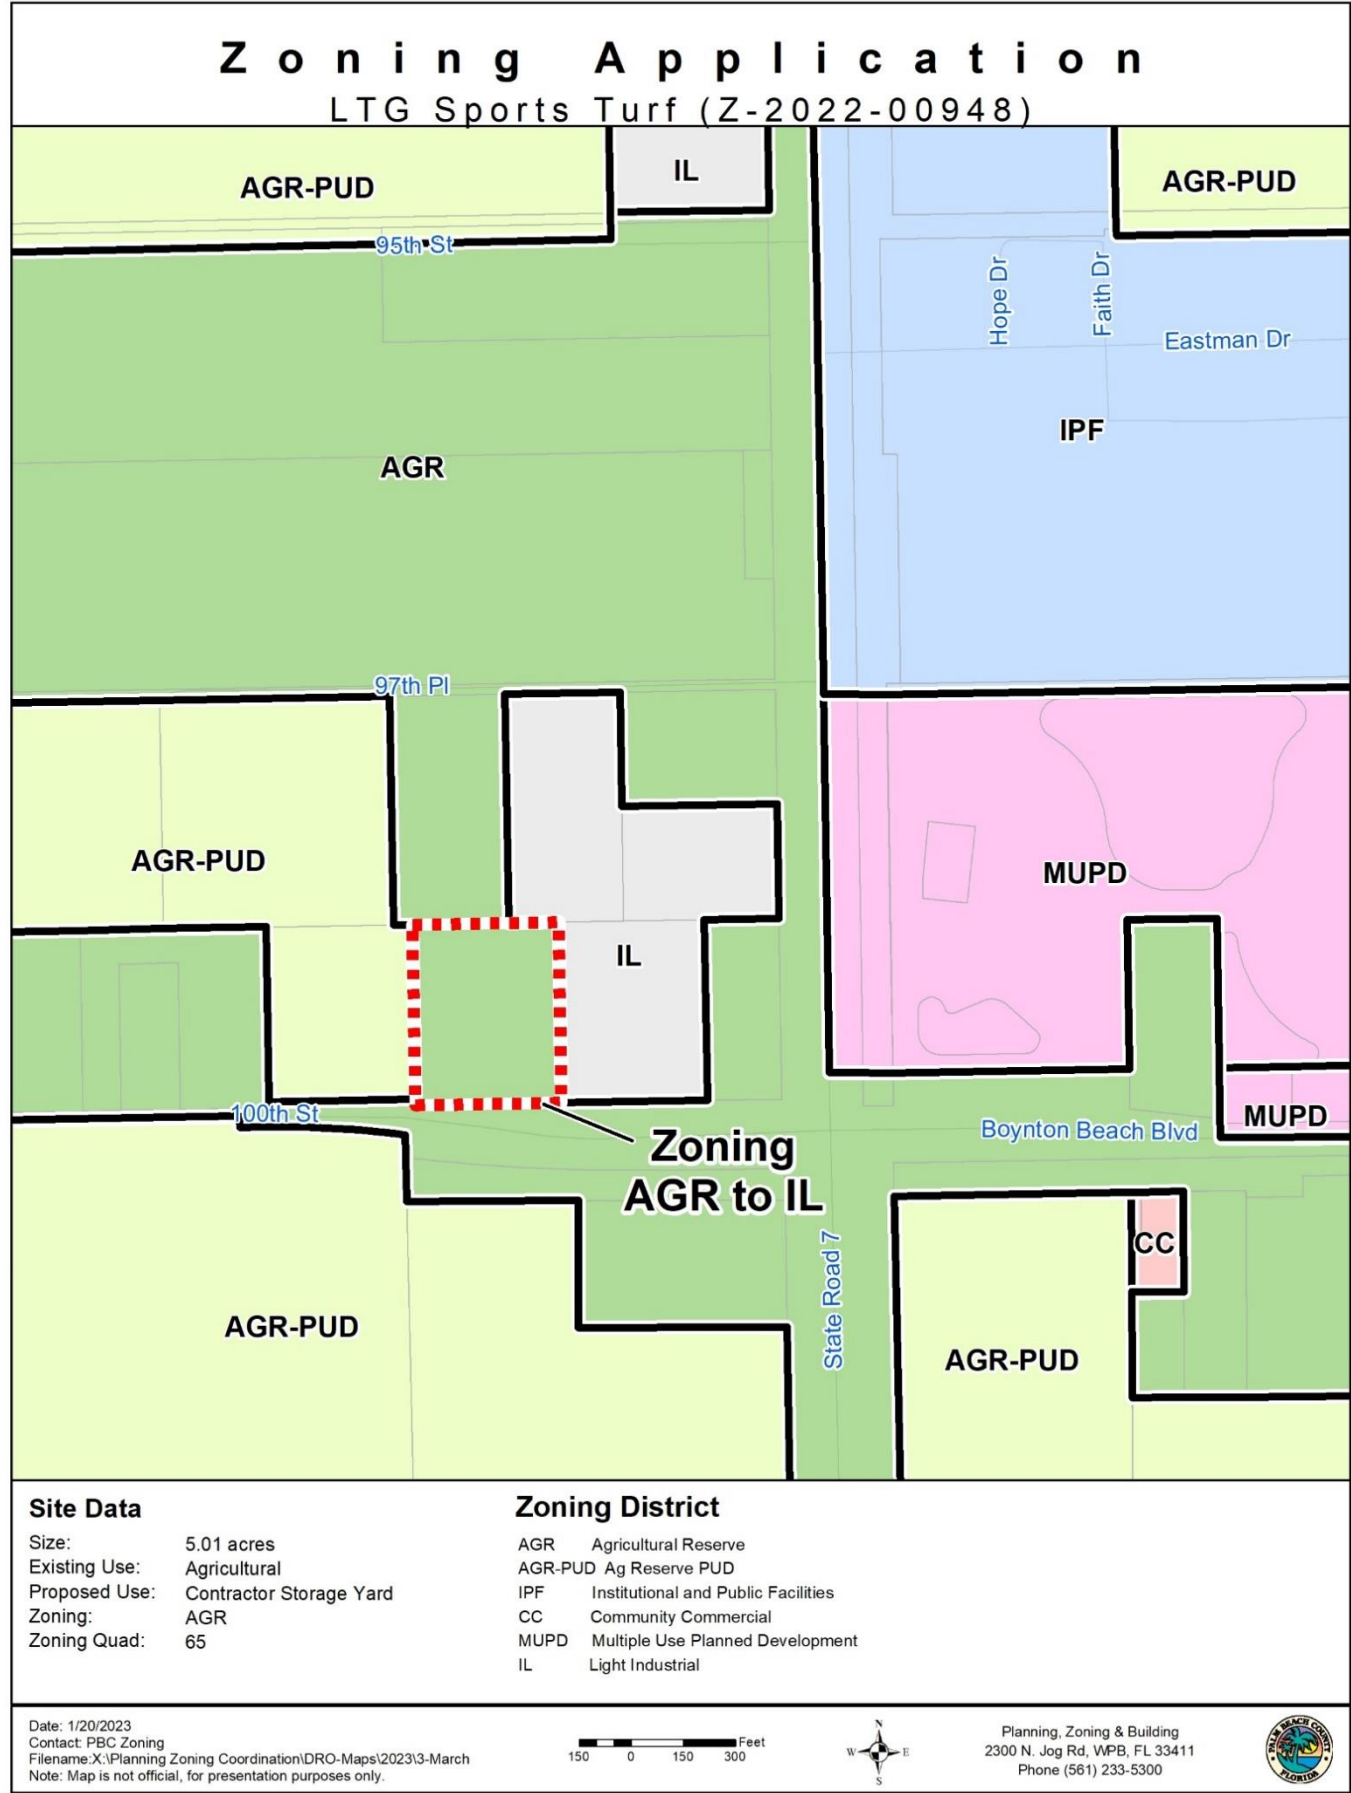 Zoning Application
LTG Sports Turf (Z-2022-00948)
AGR-PUD
IL
AGR-PUD
95th St
Hope Dr
Faith Dr
Eastman Dr
IPF
AGR
97th Pl
AGR-PUD
MUPD
IL
100th St
Boynton Beach Blvd
MUPD
Zoning
AGR to IL
State Road 7
CC
AGR-PUD
AGR-PUD
Site Data
Size: 5.01 acres
Existing Use: Agricultural
Proposed Use: Contractor Storage Yard
Zoning: AGR
Zoning Quad: 65
Zoning District
AGR Agricultural Reserve
AGR-PUD Ag Reserve PUD
IPF Institutional and Public Facilities
CC Community Commercial
MUPD Multiple Use Planned Development
IL Light Industrial
Date: 1/20/2023
Contact: PBC Zoning
Filename:X:\Planning Zoning Coordination\DRO-Maps\2023\3-March
Note: Map is not official, for presentation purposes only.
Feet
150 0 150 300
N
W E
S
Planning, Zoning & Building
2300 N. Jog Rd, WPB, FL 33411
Phone (561) 233-5300
PALM BEACH COUNTY
FLORIDA